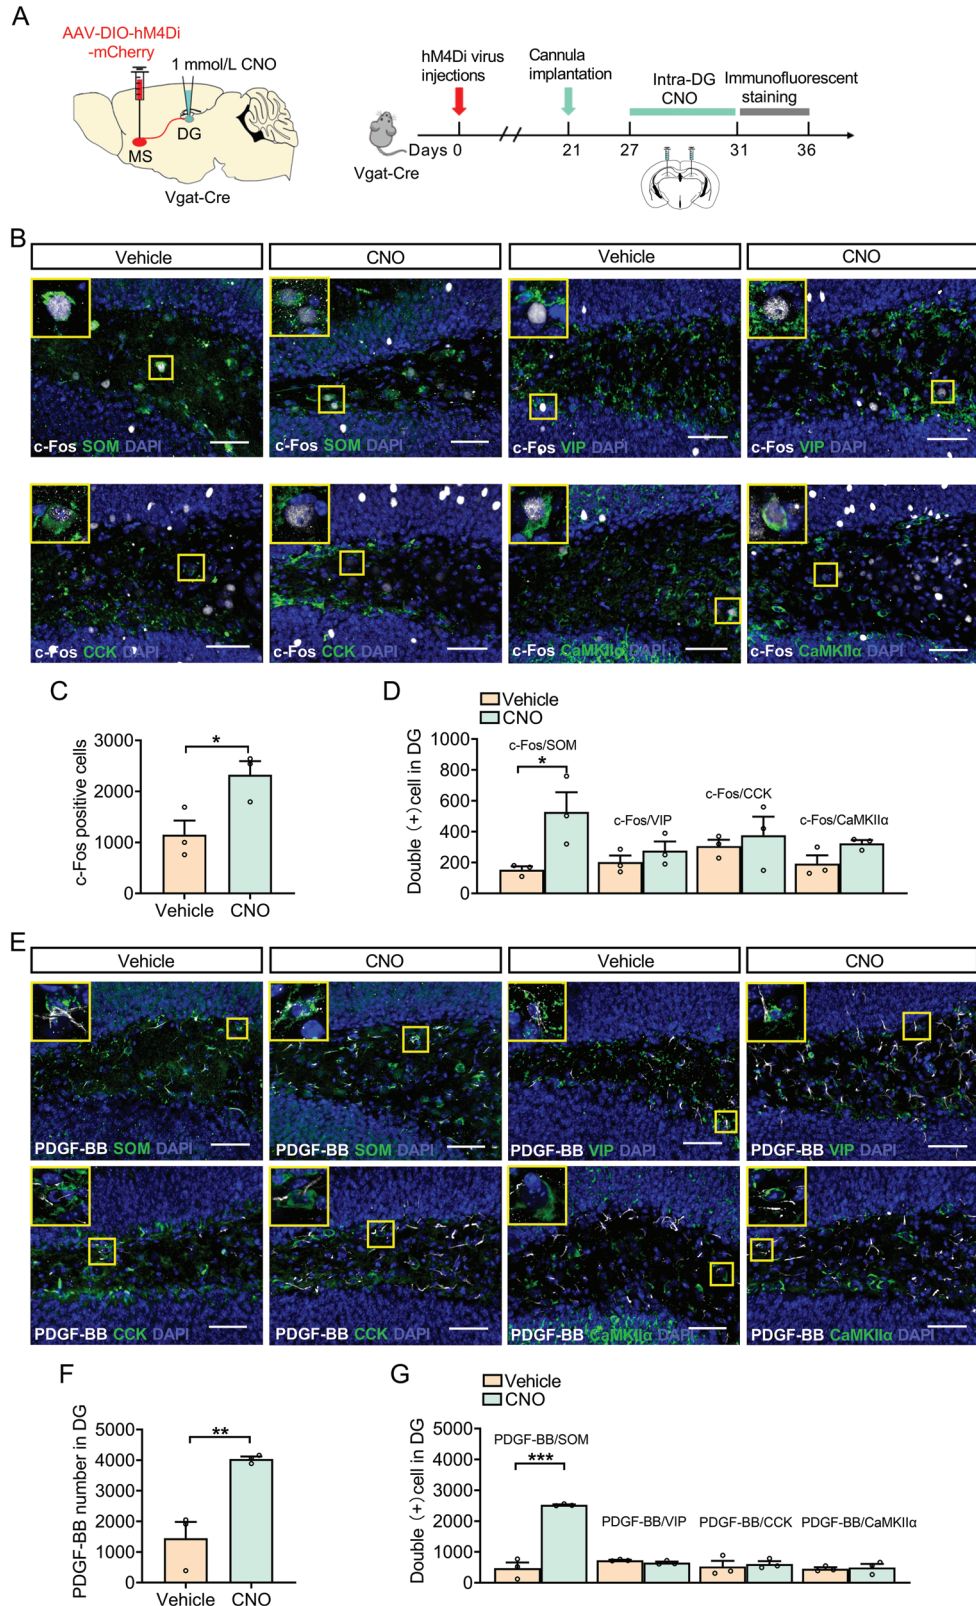 A
AAV-DIO-hM4Di
-mCherry
1 mmol/L CNO
DG
MS
Vgat-Cre
hM4Di virus
injections
Cannula
implantation
Intra-DG
CNO
Immunofluorescent
staining
Days 0
21
27
31
36
Vgat-Cre
B
Vehicle
CNO
Vehicle
CNO
c-Fos SOM DAPI
c-Fos SOM DAPI
c-Fos VIP DAPI
c-Fos VIP DAPI
c-Fos CCK DAPI
c-Fos CCK DAPI
c-Fos CaMKIIα DAPI
c-Fos CaMKIIα DAPI
C
c-Fos positive cells
3000
2000
1000
0
*
Vehicle
CNO
D
Vehicle
CNO
Double (+) cell in DG
1000
800
600
400
200
0
c-Fos/SOM
*
c-Fos/VIP
c-Fos/CCK
c-Fos/CaMKIIα
E
Vehicle
CNO
Vehicle
CNO
PDGF-BB SOM DAPI
PDGF-BB SOM DAPI
PDGF-BB VIP DAPI
PDGF-BB VIP DAPI
PDGF-BB CCK DAPI
PDGF-BB CCK DAPI
PDGF-BB CaMKIIα DAPI
PDGF-BB CaMKIIα DAPI
F
PDGF-BB number in DG
5000
4000
3000
2000
1000
0
**
Vehicle
CNO
G
Vehicle
CNO
Double (+) cell in DG
5000
4000
3000
2000
1000
0
PDGF-BB/SOM
***
PDGF-BB/VIP
PDGF-BB/CCK
PDGF-BB/CaMKIIα